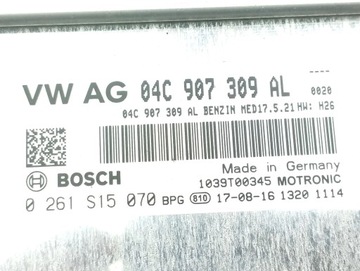 VW AG 04C 907 309 AL 0020
04C 907 309 AL BENZIN MED17.5.21 HW: H26
Made in Germany
BOSCH 1039T00345 MOTRONIC
0 261 S15 070 BPG 810 17-08-16 1320 1114